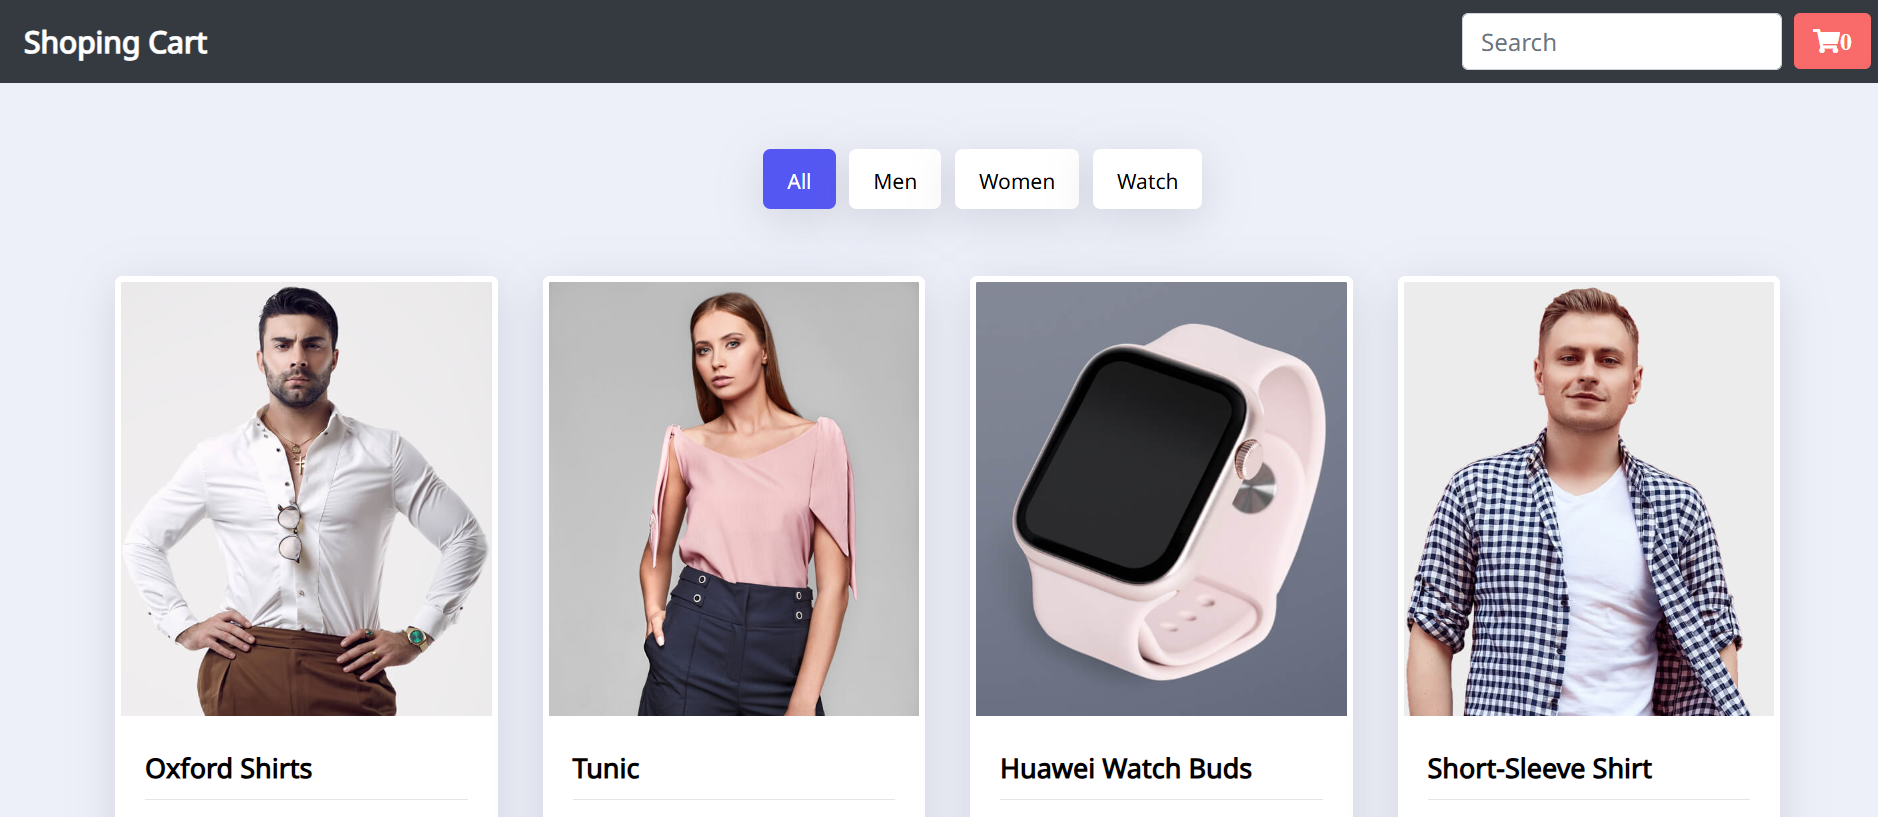 Shoping Cart
Search
0
All
Men
Women
Watch
Oxford Shirts
Tunic
Huawei Watch Buds
Short-Sleeve Shirt